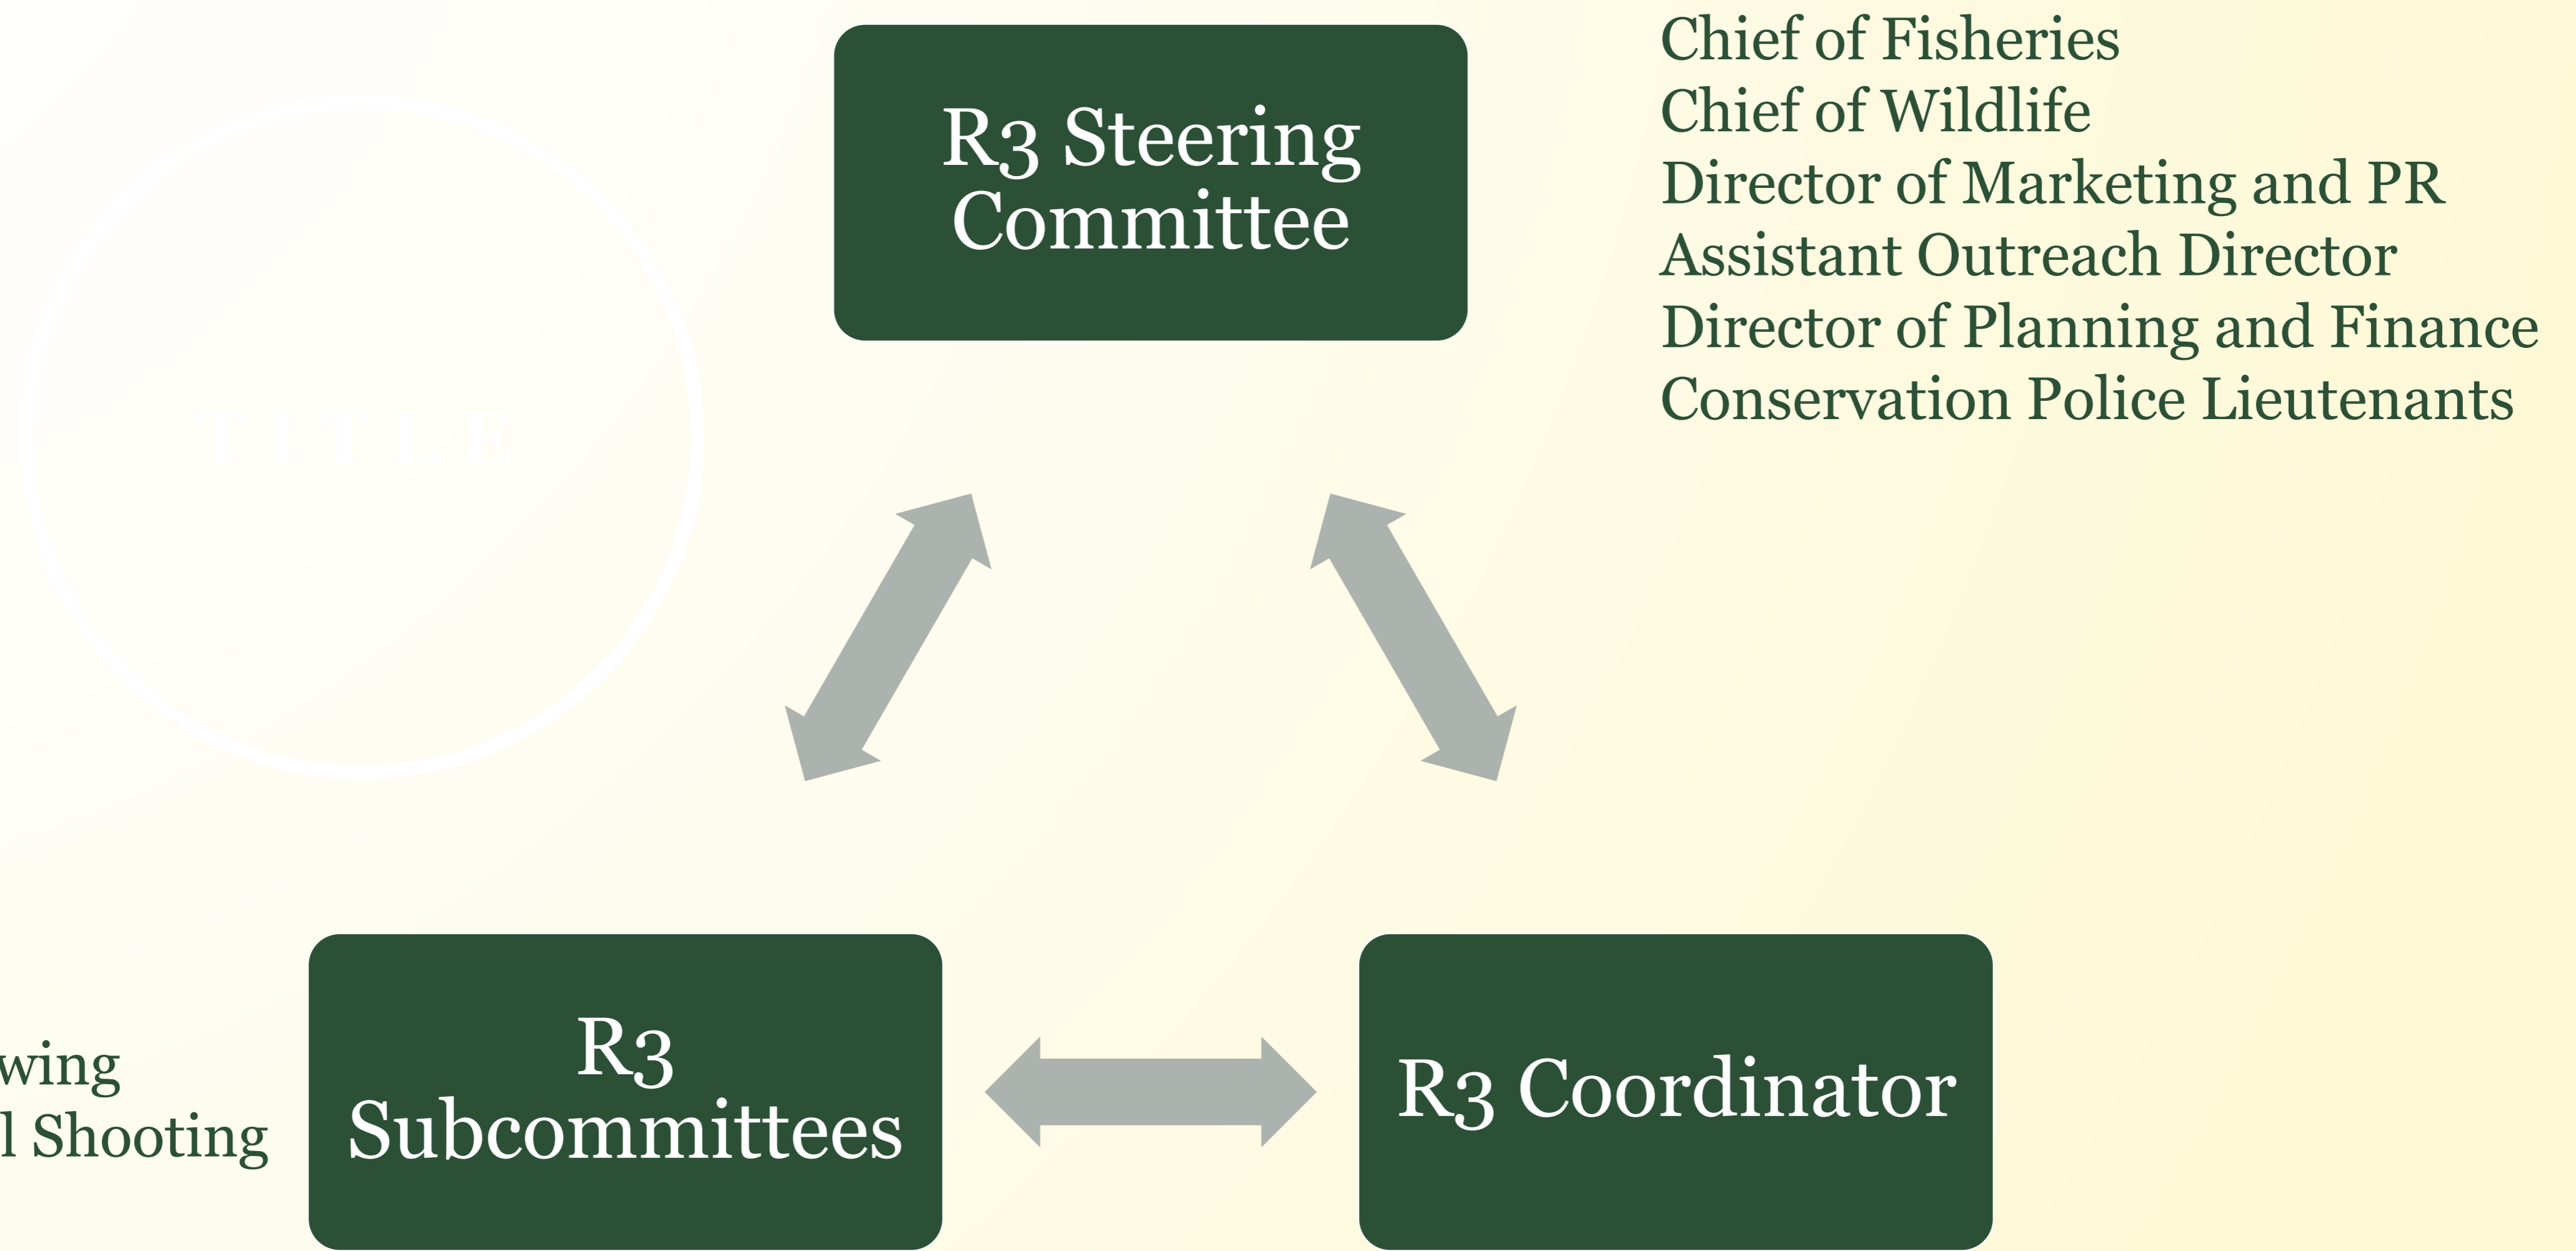 R3 Steering
Committee
Chief of Fisheries
Chief of Wildlife
Director of Marketing and PR
Assistant Outreach Director
Director of Planning and Finance
Conservation Police Lieutenants
TITLE
wing
l Shooting
R3
Subcommittees
R3 Coordinator